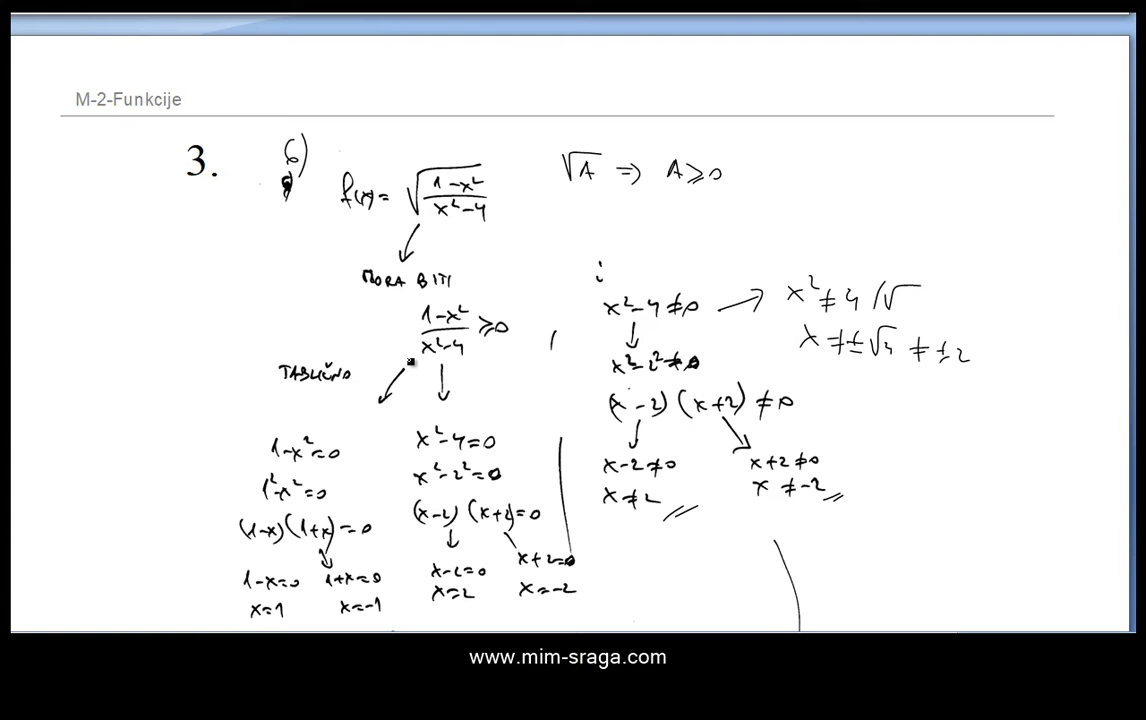 M-2-Funkcije
3. 6)
f(x) = √((1-x²)/(x²-4))
√A ⇒ A ≥ 0
MORA BITI
(1-x²)/(x²-4) ≥ 0 , i
TABLIČNO
1-x²=0
1²-x²=0
(1-x)(1+x)=0
1-x=0 1+x=0
x=1 x=-1
x²-4=0
x²-2²=0
(x-2)(x+2)=0
x-2=0 x+2=0
x=2 x=-2
x²-4≠0 → x²≠4 /√
x≠±√4 ≠ ±2
x²-2²≠0
(x-2)(x+2)≠0
x-2≠0 x+2≠0
x≠2 x≠-2
www.mim-sraga.com